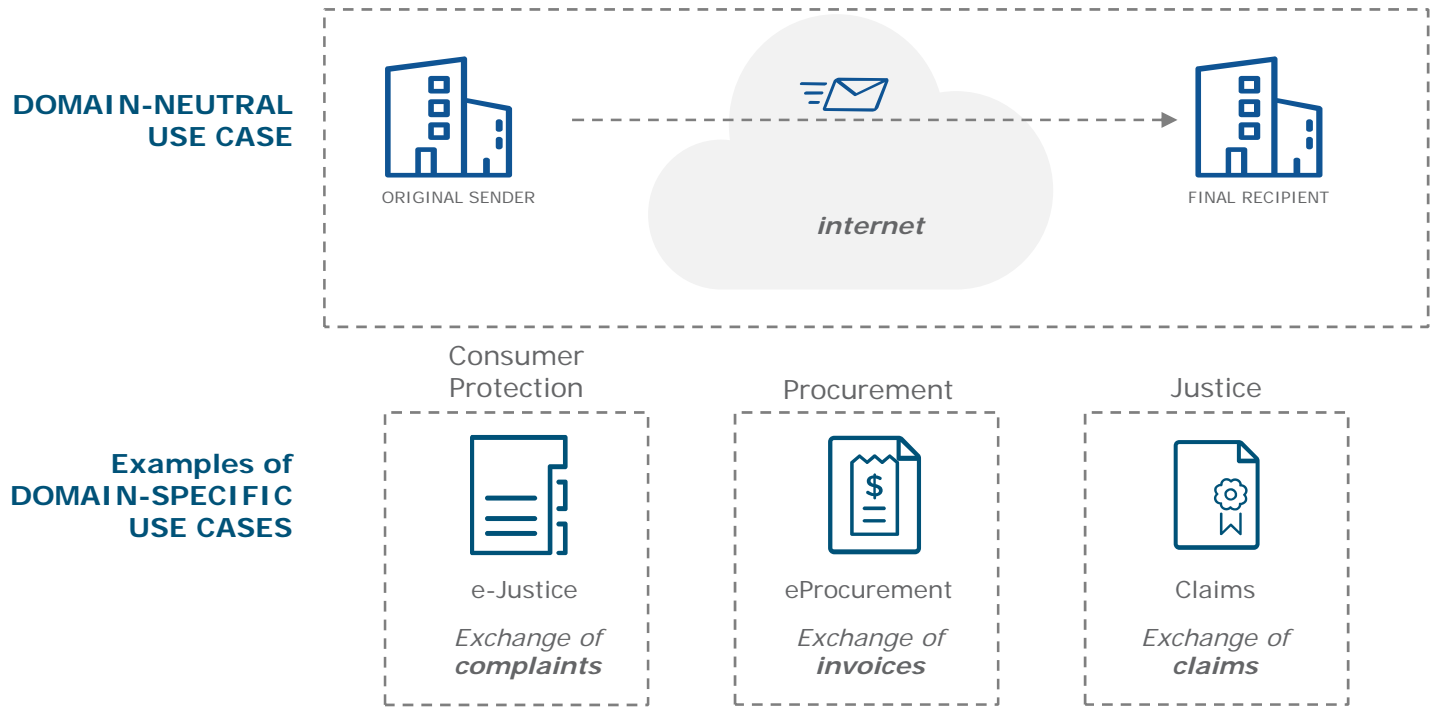 DOMAIN-NEUTRAL
USE CASE
ORIGINAL SENDER
internet
FINAL RECIPIENT
Examples of
DOMAIN-SPECIFIC
USE CASES
Consumer
Protection
e-Justice
Exchange of
complaints
Procurement
$
eProcurement
Exchange of
invoices
Justice
Claims
Exchange of
claims